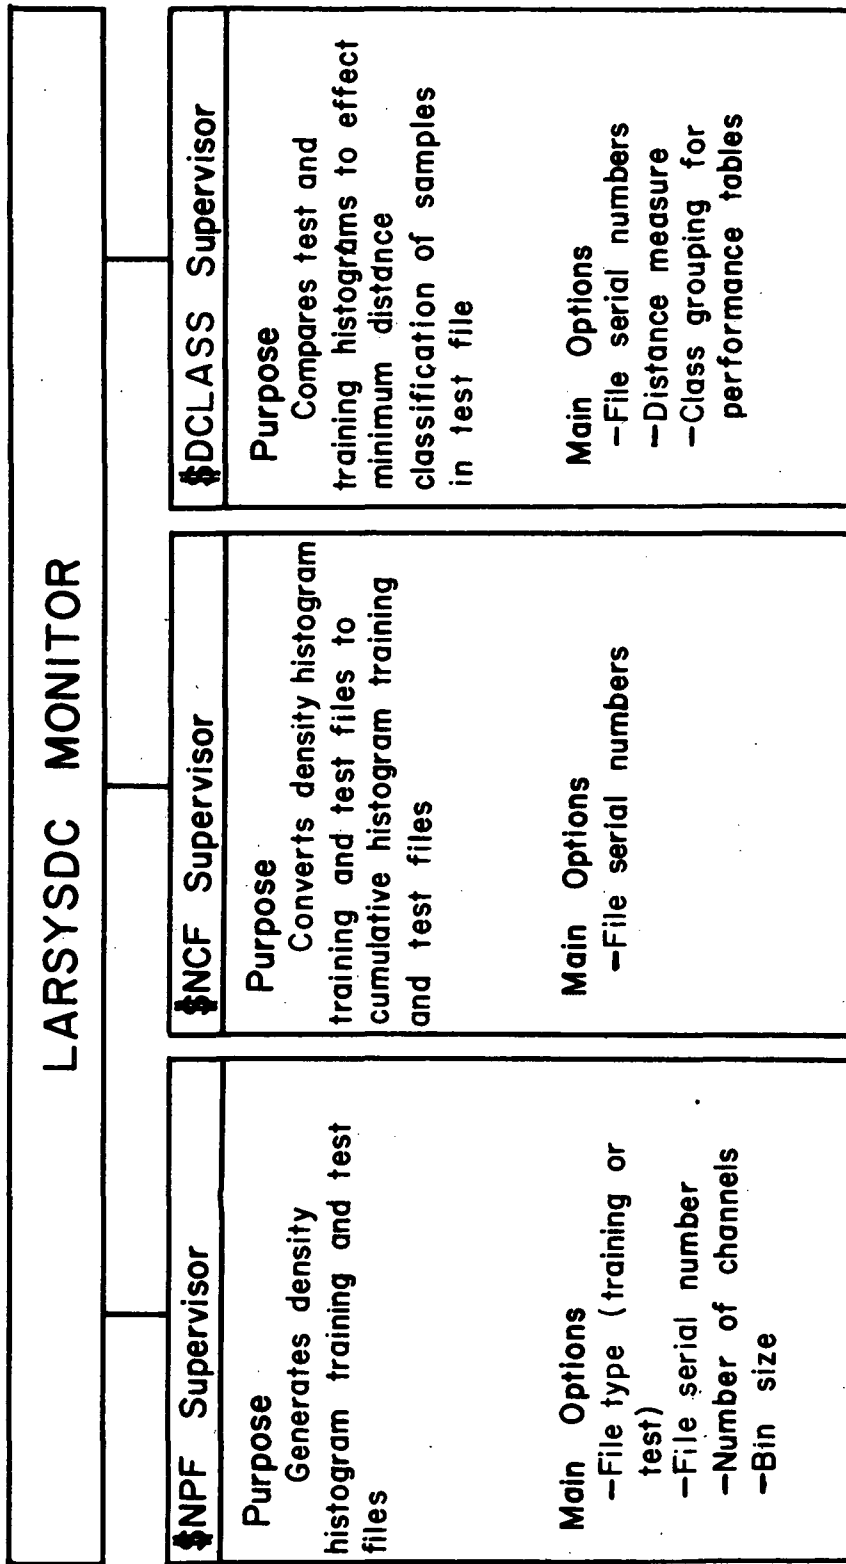 LARSYSDC MONITOR
$NPF Supervisor
Purpose
Generates density
histogram training and test
files
Main Options
—File type (training or
test)
—File serial number
—Number of channels
—Bin size
$NCF Supervisor
Purpose
Converts density histogram
training and test files to
cumulative histogram training
and test files
Main Options
—File serial numbers
$DCLASS Supervisor
Purpose
Compares test and
training histograms to effect
minimum distance
classification of samples
in test file
Main Options
—File serial numbers
—Distance measure
—Class grouping for
performance tables